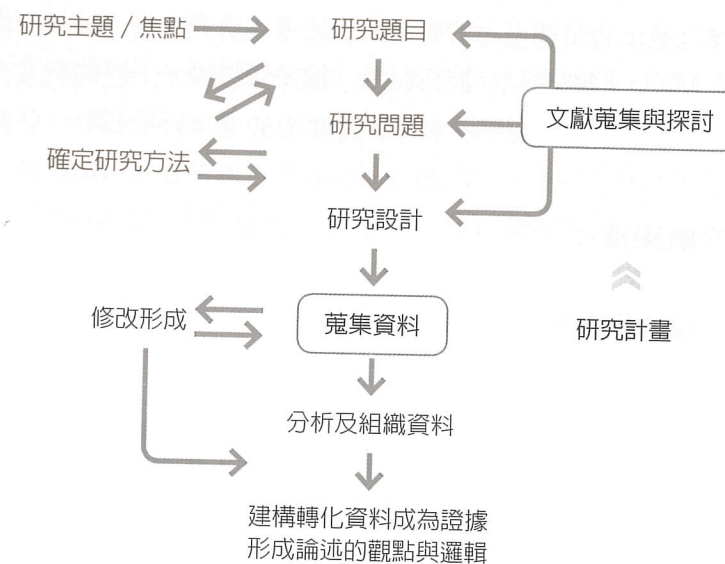 研究主題 / 焦點
研究題目
研究問題
文獻蒐集與探討
確定研究方法
研究設計
修改形成
蒐集資料
研究計畫
分析及組織資料
建構轉化資料成為證據
形成論述的觀點與邏輯